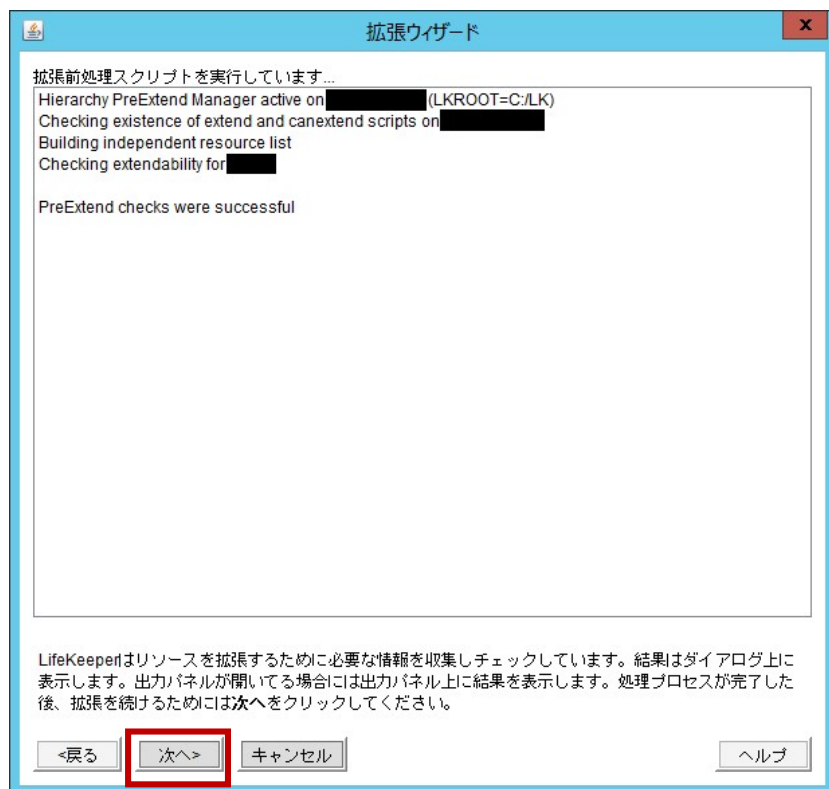 拡張ウィザード
x
拡張前処理スクリプトを実行しています...
Hierarchy PreExtend Manager active on (LKROOT=C:/LK)
Checking existence of extend and canextend scripts on
Building independent resource list
Checking extendability for
PreExtend checks were successful
LifeKeeperはリソースを拡張するために必要な情報を収集しチェックしています。結果はダイアログ上に
表示します。出力パネルが開いてる場合には出力パネル上に結果を表示します。処理プロセスが完了した
後、拡張を続けるためには次へをクリックしてください。
<戻る 次へ> キャンセル ヘルプ